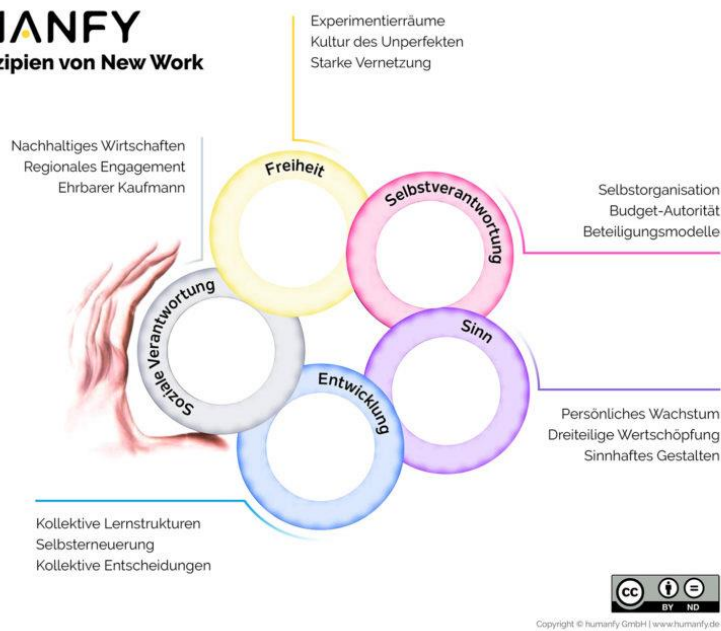 MANFY
zipien von New Work
Experimentierräume
Kultur des Unperfekten
Starke Vernetzung
Nachhaltiges Wirtschaften
Regionales Engagement
Ehrbarer Kaufmann
Freiheit
Selbstverantwortung
Selbstorganisation
Budget-Autorität
Beteiligungsmodelle
Soziale Verantwortung
Sinn
Entwicklung
Persönliches Wachstum
Dreiteilige Wertschöpfung
Sinnhaftes Gestalten
Kollektive Lernstrukturen
Selbsterneuerung
Kollektive Entscheidungen
cc
BY ND
Copyright © humanfy GmbH | www.humanfy.de